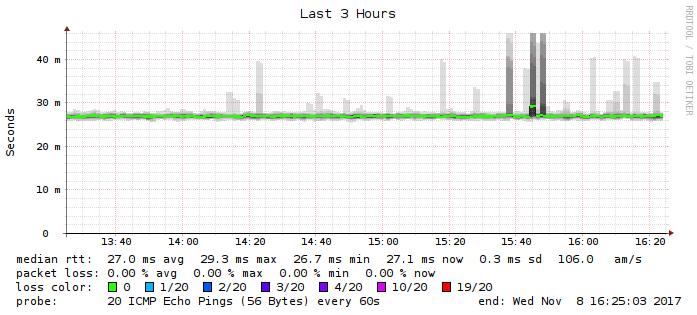 Last 3 Hours
RRDTOOL / TOBI OETIKER
Seconds
40 m
30 m
20 m
10 m
0
13:40 14:00 14:20 14:40 15:00 15:20 15:40 16:00 16:20
median rtt: 27.0 ms avg 29.3 ms max 26.7 ms min 27.1 ms now 0.3 ms sd 106.0 am/s
packet loss: 0.00 % avg 0.00 % max 0.00 % min 0.00 % now
loss color: 0 1/20 2/20 3/20 4/20 10/20 19/20
probe: 20 ICMP Echo Pings (56 Bytes) every 60s end: Wed Nov 8 16:25:03 2017